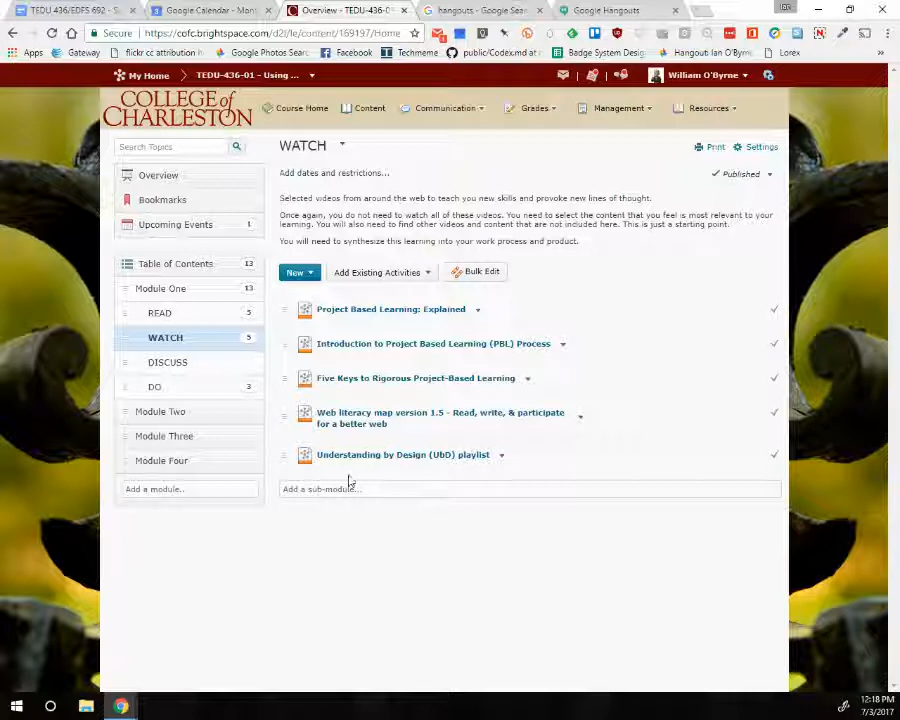 TEDU 436/EDFS 692 - S
Google Calendar - Mont
Overview - TEDU-436-0
hangouts - Google Sear
Google Hangouts
Secure
https://cofc.brightspace.com/d2l/le/content/169197/Home
Apps
Gateway
flickr cc attribution h
Google Photos Searc
Facebook
Techmeme
public/Codex.md at m
Badge System Design
Hangout: Ian O'Byrne
Lorex
My Home
TEDU-436-01 - Using ...
William O'Byrne
COLLEGE of
CHARLESTON
Course Home
Content
Communication
Grades
Management
Resources
Search Topics
WATCH
Print
Settings
Overview
Add dates and restrictions...
Published
Bookmarks
Selected videos from around the web to teach you new skills and provoke new lines of thought.
Upcoming Events 1
Once again, you do not need to watch all of these videos. You need to select the content that you feel is most relevant to your
learning. You will also need to find other videos and content that are not included here. This is just a starting point.
You will need to synthesize this learning into your work process and product.
Table of Contents 13
New
Add Existing Activities
Bulk Edit
Module One 13
READ 5
Project Based Learning: Explained
WATCH 5
Introduction to Project Based Learning (PBL) Process
DISCUSS
Five Keys to Rigorous Project-Based Learning
DO 3
Module Two
Web literacy map version 1.5 - Read, write, & participate
for a better web
Module Three
Module Four
Understanding by Design (UbD) playlist
Add a module..
Add a sub-module...
12:18 PM
7/3/2017